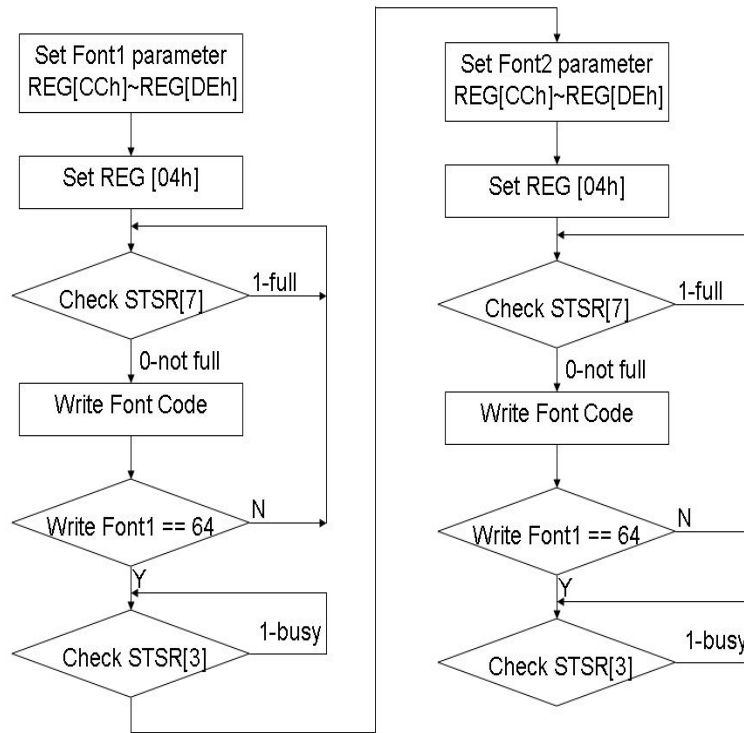 Set Font1 parameter
REG[CCh]~REG[DEh]
Set REG [04h]
Check STSR[7]
1-full
0-not full
Write Font Code
Write Font1 == 64
N
Y
1-busy
Check STSR[3]
Set Font2 parameter
REG[CCh]~REG[DEh]
Set REG [04h]
Check STSR[7]
1-full
0-not full
Write Font Code
Write Font1 == 64
N
Y
1-busy
Check STSR[3]